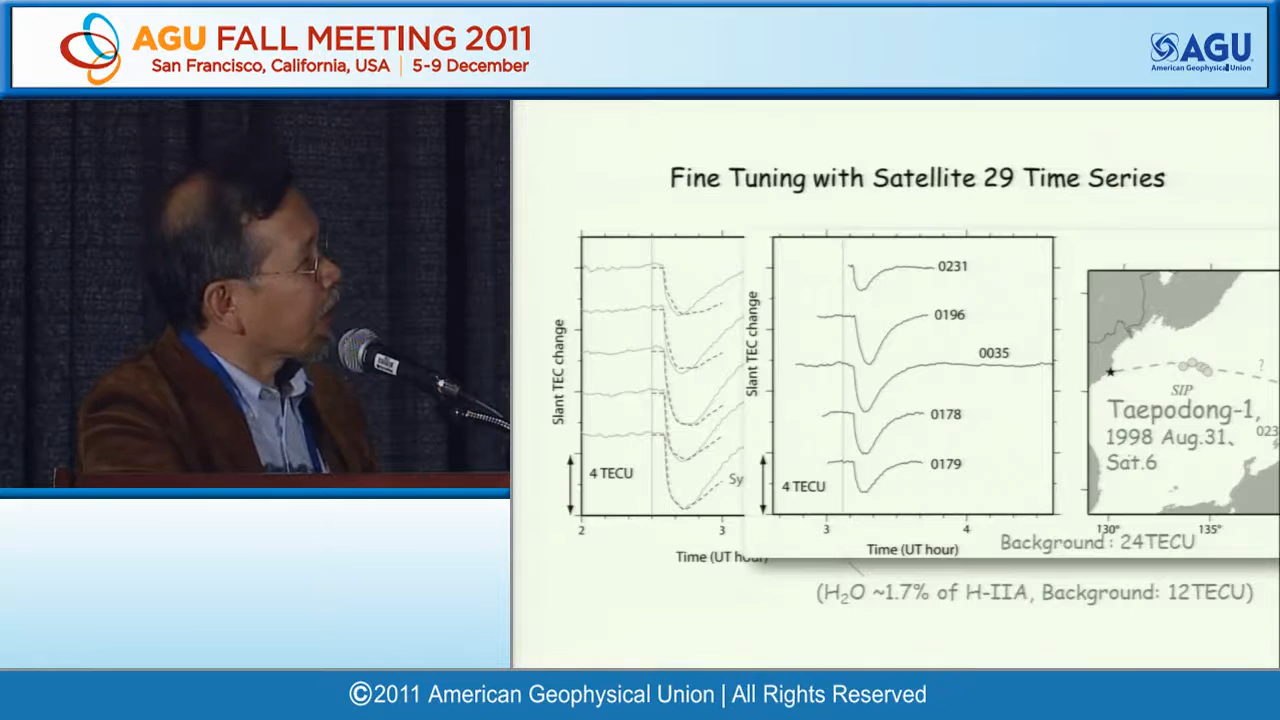 AGU FALL MEETING 2011
San Francisco, California, USA | 5-9 December
AGU
American Geophysical Union
Fine Tuning with Satellite 29 Time Series
Slant TEC change
4 TECU
Sy
2
3
Time (UT hour)
Slant TEC change
0231
0196
0035
0178
0179
4 TECU
3
4
Time (UT hour)
?
SIP
Taepodong-1,
1998 Aug.31、
023
Sat.6
130°
135°
Background : 24TECU
(H₂O ~1.7% of H-IIA, Background: 12TECU)
©2011 American Geophysical Union | All Rights Reserved